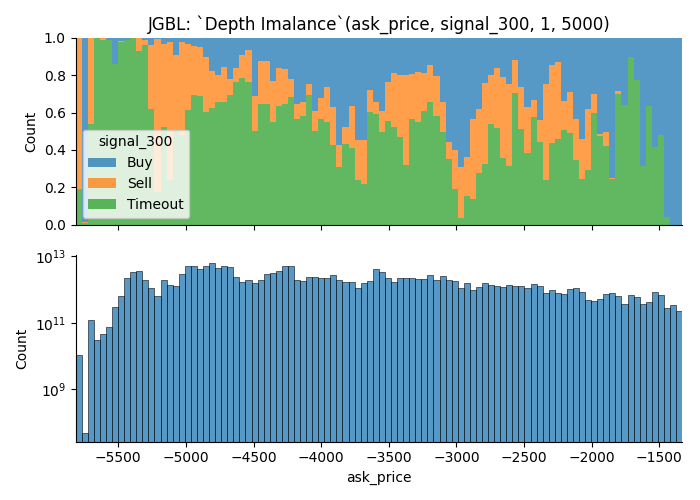 JGBL: `Depth Imalance`(ask_price, signal_300, 1, 5000)
1.0
0.8
0.6
0.4
0.2
0.0
Count
signal_300
Buy
Sell
Timeout
10^13
10^11
10^9
Count
−5500 −5000 −4500 −4000 −3500 −3000 −2500 −2000 −1500
ask_price